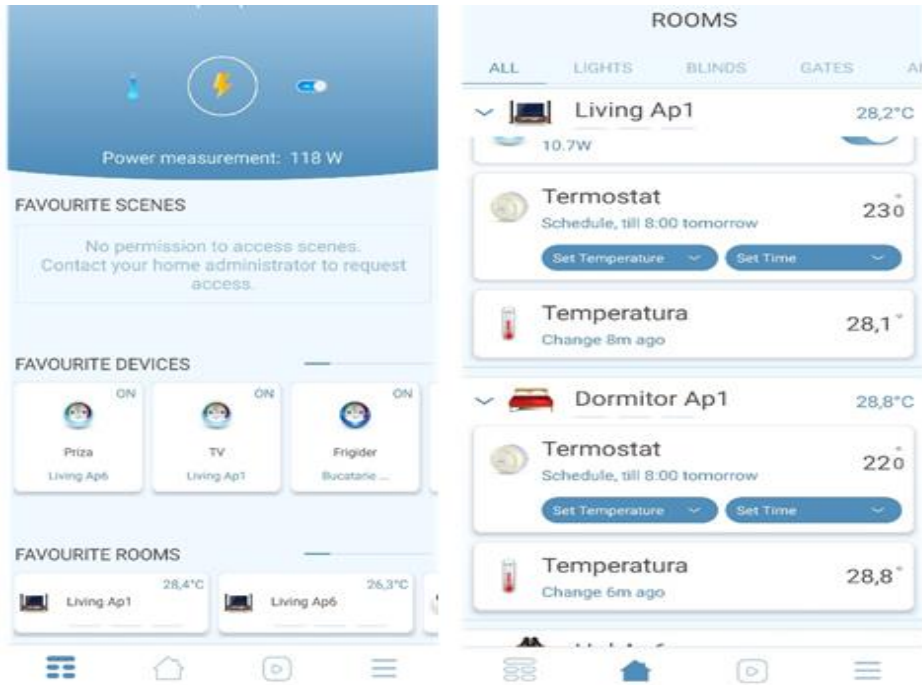 Power measurement: 118 W
FAVOURITE SCENES
No permission to access scenes.
Contact your home administrator to request
access.
FAVOURITE DEVICES
ON
ON
ON
Priza
TV
Frigider
Living Ap6
Living Ap1
Bucatarie ...
FAVOURITE ROOMS
28,4°C
26,3°C
Living Ap1
Living Ap6
ROOMS
ALL LIGHTS BLINDS GATES
Living Ap1 28,2°C
10.7W
Termostat
23°
Schedule, till 8:00 tomorrow
Set Temperature Set Time
Temperatura
28,1°
Change 8m ago
Dormitor Ap1 28,8°C
Termostat
22°
Schedule, till 8:00 tomorrow
Set Temperature Set Time
Temperatura
28,8°
Change 6m ago